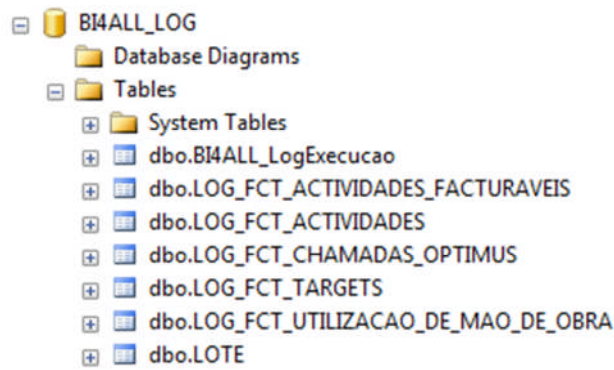 BI4ALL_LOG
Database Diagrams
Tables
System Tables
dbo.BI4ALL_LogExecucao
dbo.LOG_FCT_ACTIVIDADES_FACTURAVEIS
dbo.LOG_FCT_ACTIVIDADES
dbo.LOG_FCT_CHAMADAS_OPTIMUS
dbo.LOG_FCT_TARGETS
dbo.LOG_FCT_UTILIZACAO_DE_MAO_DE_OBRA
dbo.LOTE